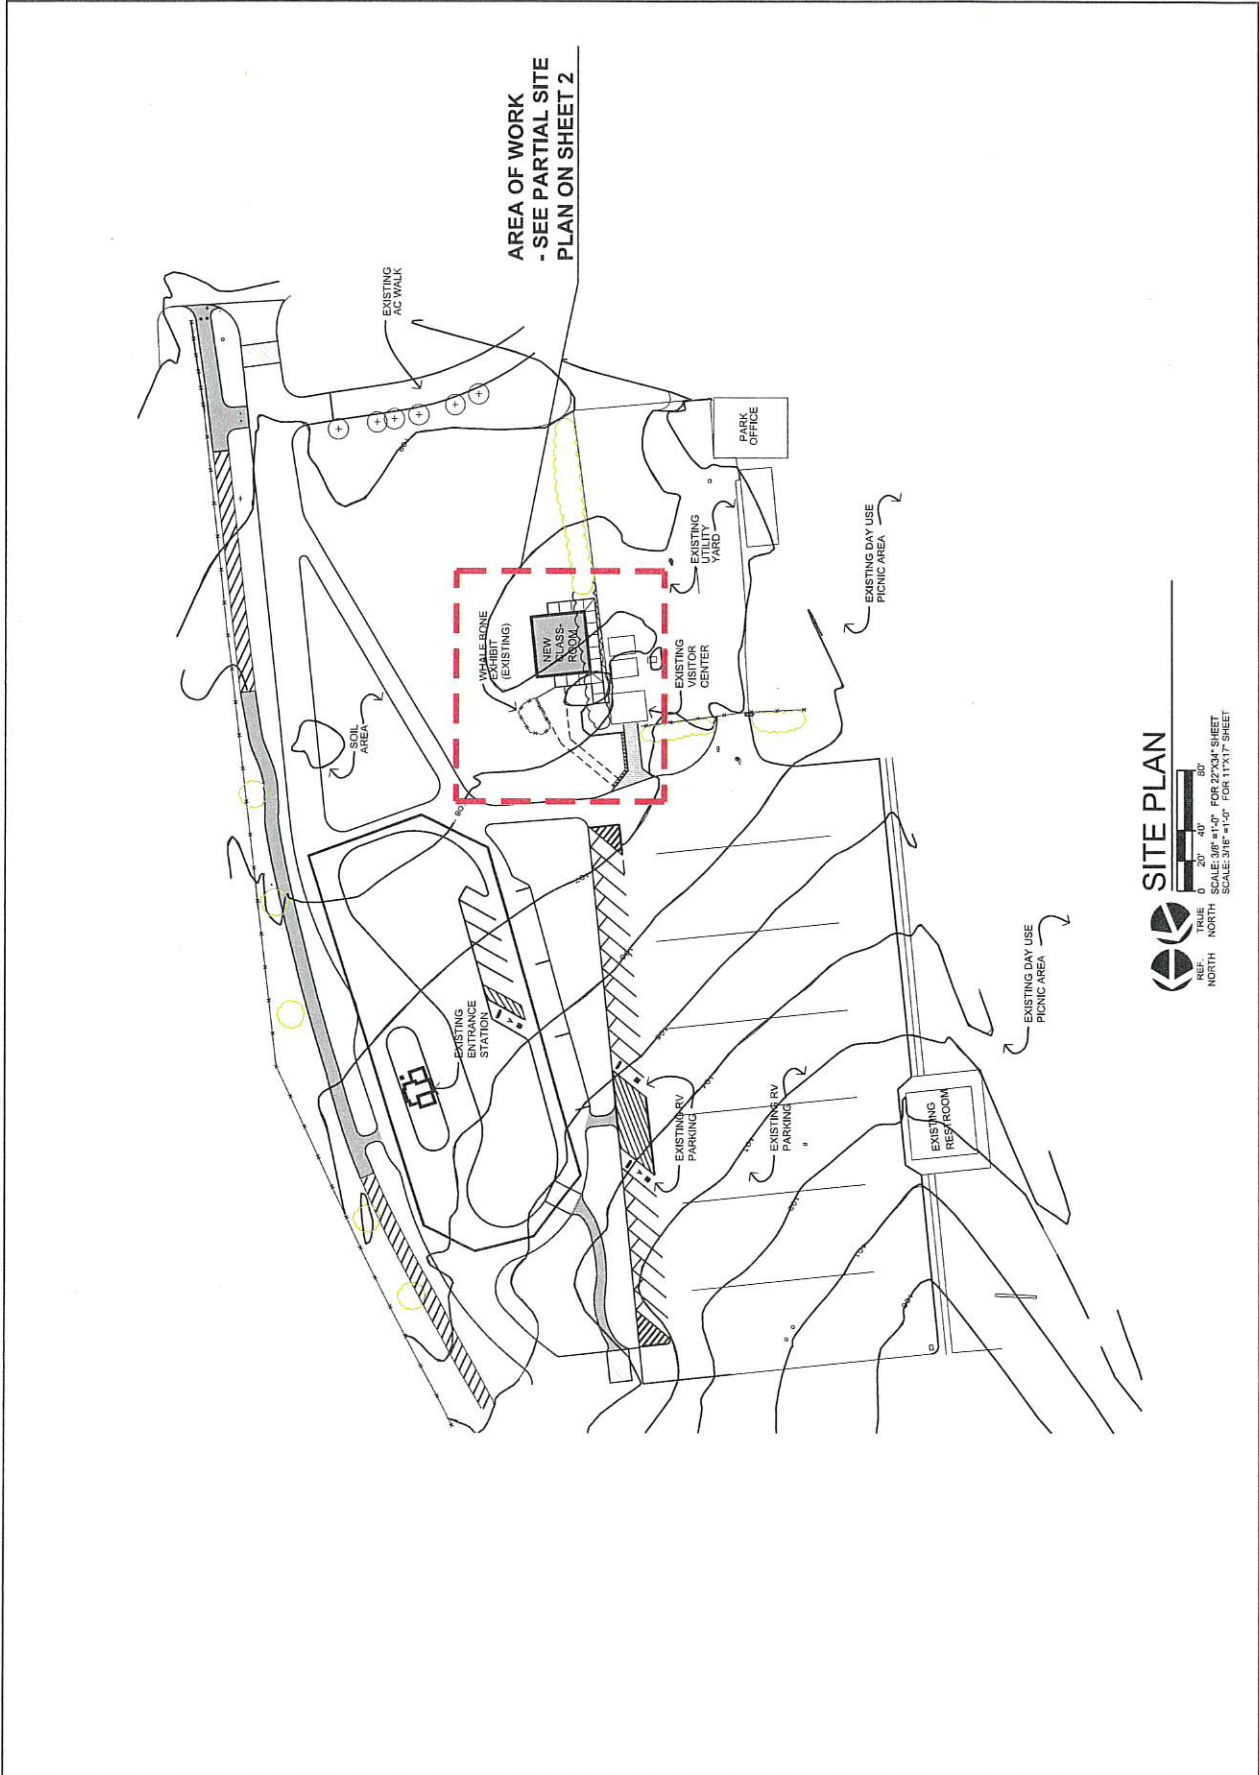 AREA OF WORK
- SEE PARTIAL SITE
PLAN ON SHEET 2
EXISTING
AC WALK
SOIL
AREA
WHALE BONE
EXHIBIT
(EXISTING)
NEW
CLASS-
ROOM
EXISTING
UTILITY
YARD
EXISTING
VISITOR
CENTER
PARK
OFFICE
EXISTING DAY USE
PICNIC AREA
EXISTING
ENTRANCE
STATION
EXISTING RV
PARKING
EXISTING RV
PARKING
EXISTING
RESTROOM
EXISTING DAY USE
PICNIC AREA
SITE PLAN
REF.
NORTH
TRUE
NORTH
0 20' 40' 80'
SCALE: 3/8" =1'-0" FOR 22"X34" SHEET
SCALE: 3/16" =1'-0" FOR 11"X17" SHEET